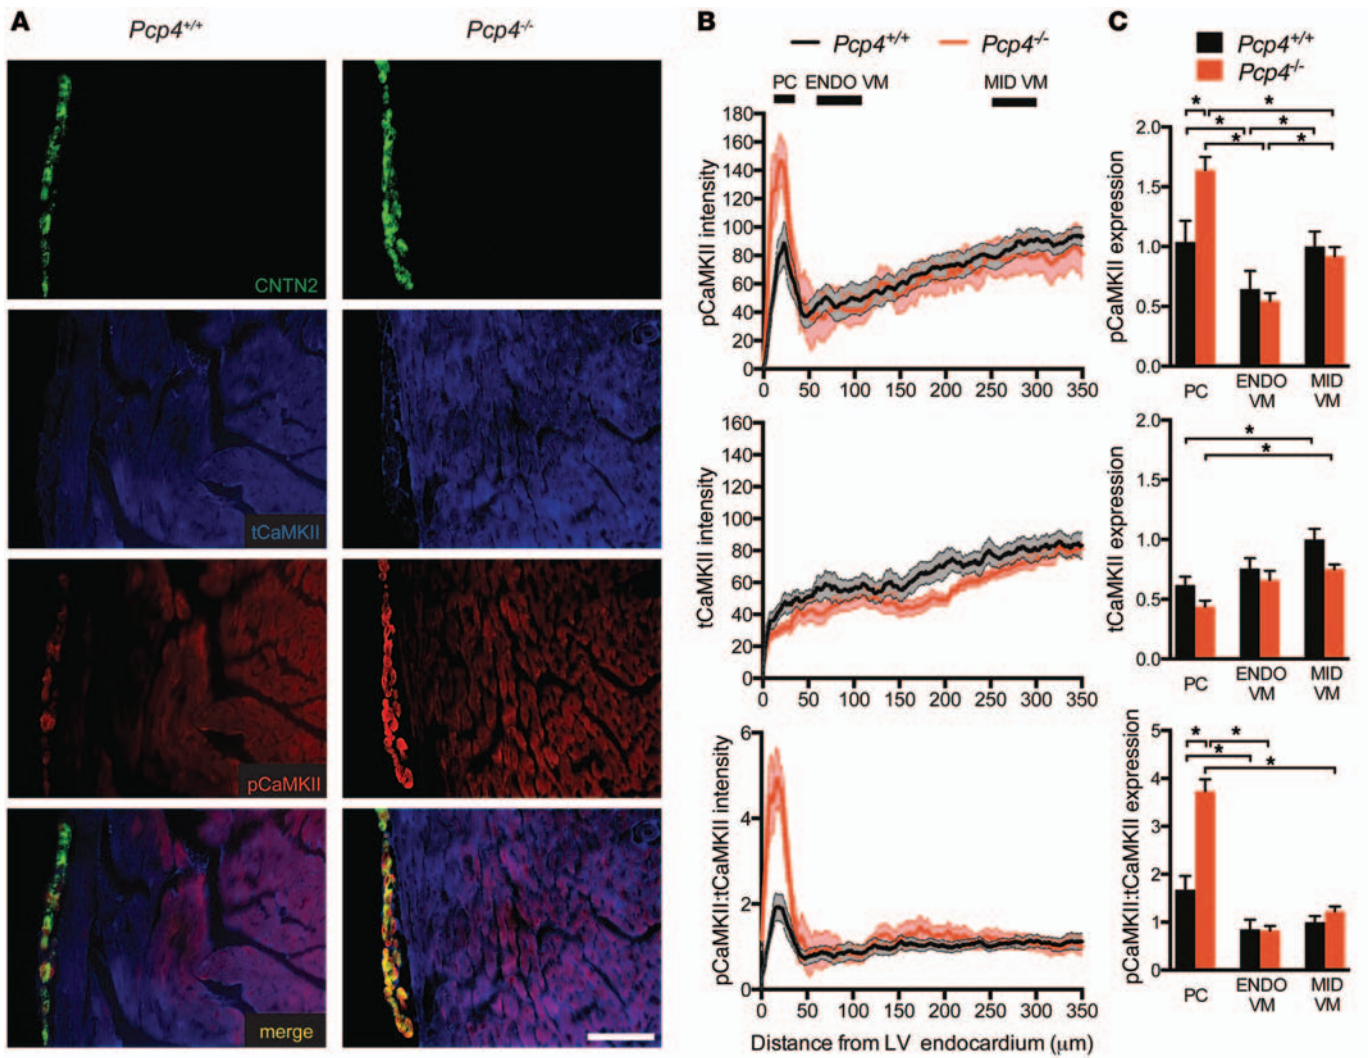 A
Pcp4+/+
Pcp4-/-
CNTN2
tCaMKII
pCaMKII
merge
B
Pcp4+/+
Pcp4-/-
PC
ENDO VM
MID VM
pCaMKII intensity
180
160
140
120
100
80
60
40
20
0
0 50 100 150 200 250 300 350
tCaMKII intensity
160
140
120
100
80
60
40
20
0
0 50 100 150 200 250 300 350
pCaMKII:tCaMKII intensity
6
4
2
0
0 50 100 150 200 250 300 350
Distance from LV endocardium (μm)
C
Pcp4+/+
Pcp4-/-
pCaMKII expression
2.0
1.5
1.0
0.5
0.0
* *
* *
* *
PC ENDO VM MID VM
tCaMKII expression
2.0
1.5
1.0
0.5
0.0
*
*
PC ENDO VM MID VM
pCaMKII:tCaMKII expression
5
4
3
2
1
0
* *
*
*
PC ENDO VM MID VM